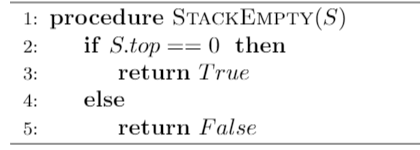 1: procedure STACKEMPTY(S)
2: if S.top == 0 then
3: return True
4: else
5: return False